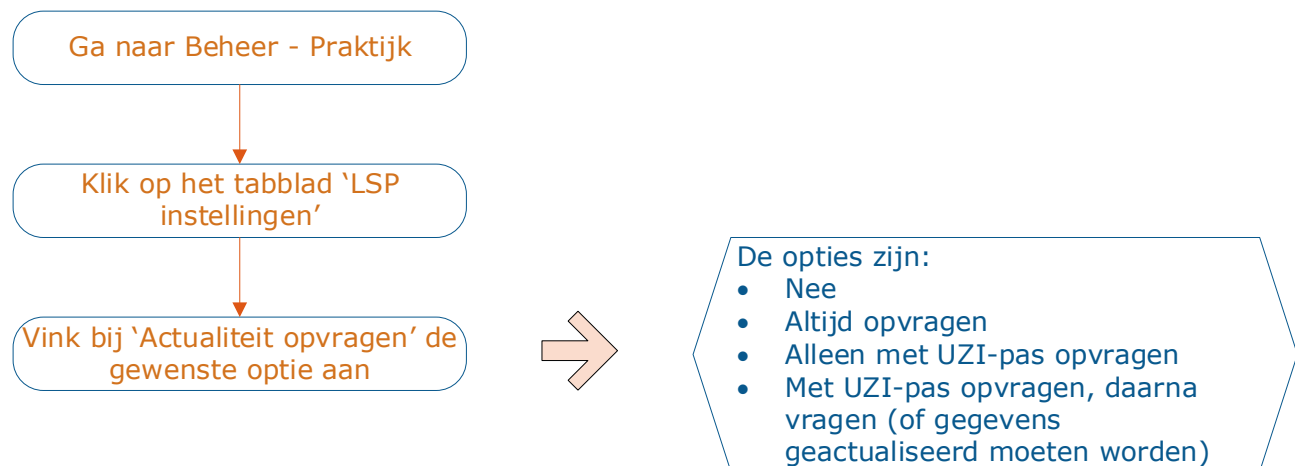 Ga naar Beheer - Praktijk
Klik op het tabblad ‘LSP
instellingen’
Vink bij ‘Actualiteit opvragen’ de
gewenste optie aan
De opties zijn:
• Nee
• Altijd opvragen
• Alleen met UZI-pas opvragen
• Met UZI-pas opvragen, daarna
vragen (of gegevens
geactualiseerd moeten worden)